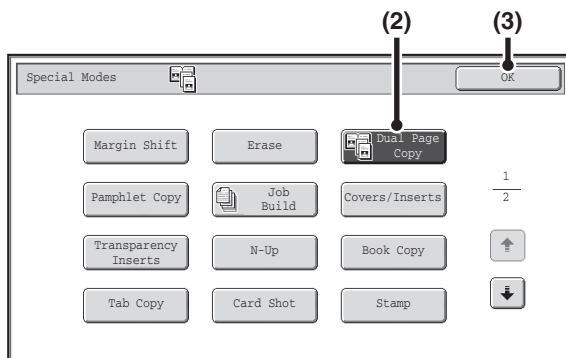 (2) (3)
Special Modes OK
Margin Shift Erase Dual Page
Copy
Pamphlet Copy Job
Build Covers/Inserts
1
2
Transparency
Inserts N-Up Book Copy
Tab Copy Card Shot Stamp